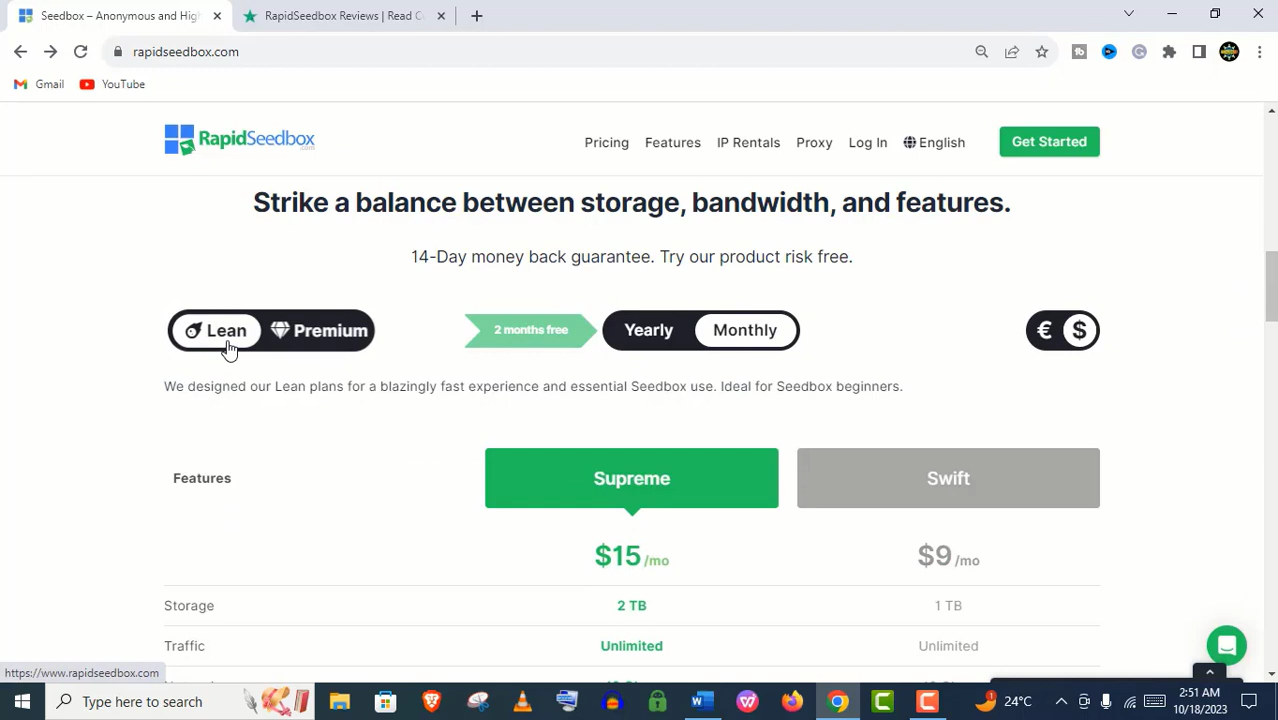 Seedbox – Anonymous and Hig
RapidSeedbox Reviews | Read C
rapidseedbox.com
Gmail
YouTube
RapidSeedbox
.com
Pricing
Features
IP Rentals
Proxy
Log In
English
Get Started
Strike a balance between storage, bandwidth, and features.
14-Day money back guarantee. Try our product risk free.
Lean
Premium
2 months free
Yearly
Monthly
€
$
We designed our Lean plans for a blazingly fast experience and essential Seedbox use. Ideal for Seedbox beginners.
Features
Supreme
Swift
$15 /mo
$9 /mo
Storage
2 TB
1 TB
Traffic
Unlimited
Unlimited
https://www.rapidseedbox.com
Type here to search
24°C
2:51 AM
10/18/2023